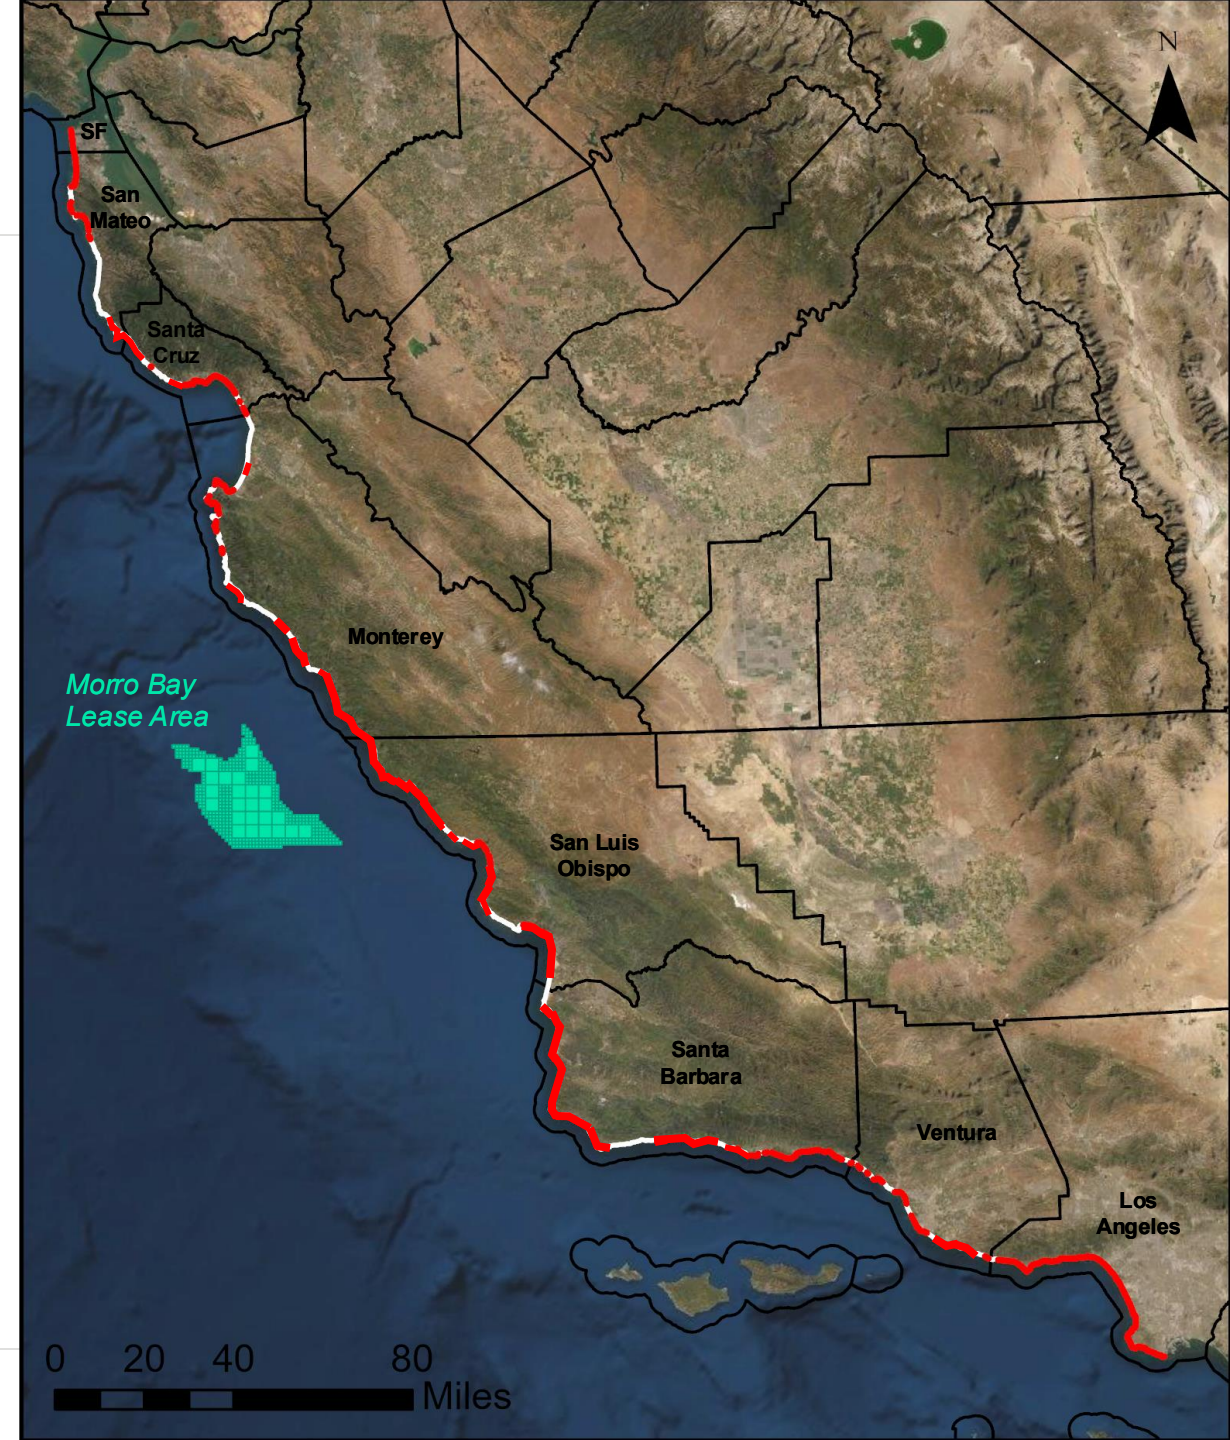 N
SF
San
Mateo
Santa
Cruz
Monterey
Morro Bay
Lease Area
San Luis
Obispo
Santa
Barbara
Ventura
Los
Angeles
0 20 40 80
Miles